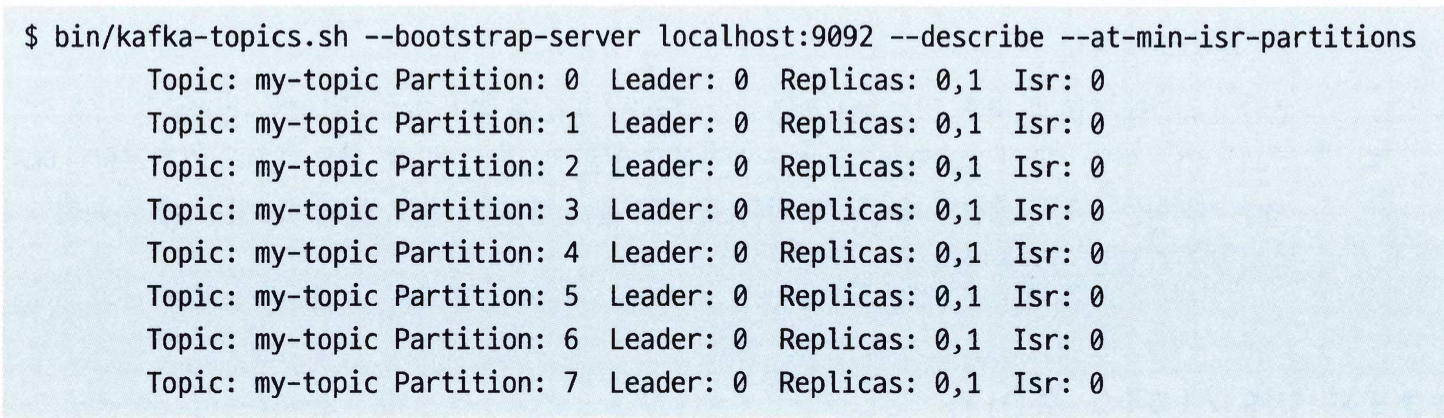 $ bin/kafka-topics.sh --bootstrap-server localhost:9092 --describe --at-min-isr-partitions
Topic: my-topic Partition: 0 Leader: 0 Replicas: 0,1 Isr: 0
Topic: my-topic Partition: 1 Leader: 0 Replicas: 0,1 Isr: 0
Topic: my-topic Partition: 2 Leader: 0 Replicas: 0,1 Isr: 0
Topic: my-topic Partition: 3 Leader: 0 Replicas: 0,1 Isr: 0
Topic: my-topic Partition: 4 Leader: 0 Replicas: 0,1 Isr: 0
Topic: my-topic Partition: 5 Leader: 0 Replicas: 0,1 Isr: 0
Topic: my-topic Partition: 6 Leader: 0 Replicas: 0,1 Isr: 0
Topic: my-topic Partition: 7 Leader: 0 Replicas: 0,1 Isr: 0